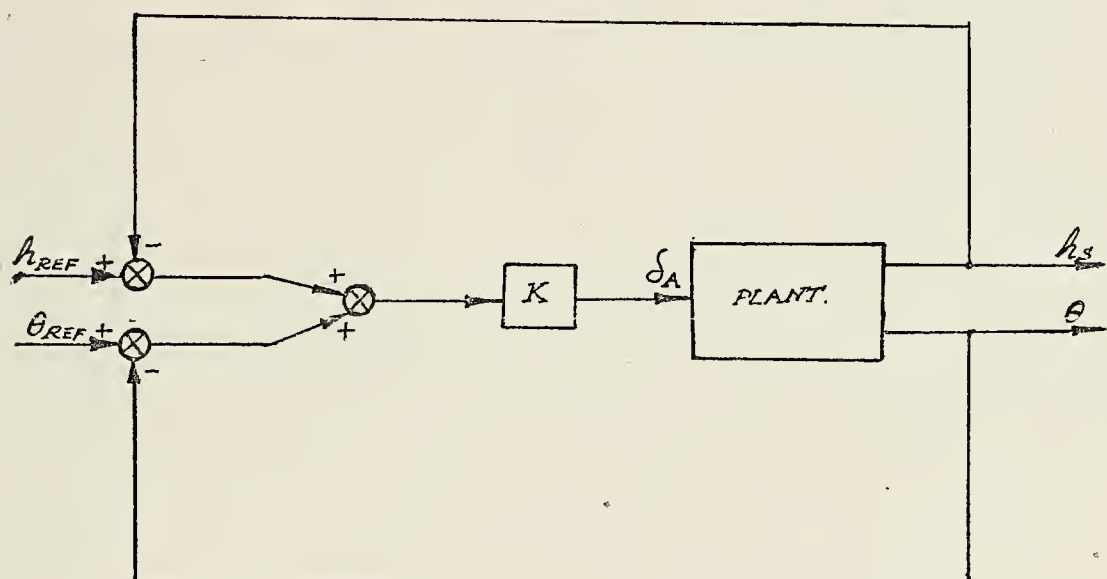 −
h_REF +
+
K
δ_A
PLANT.
h_s
θ_REF +
+
θ
−